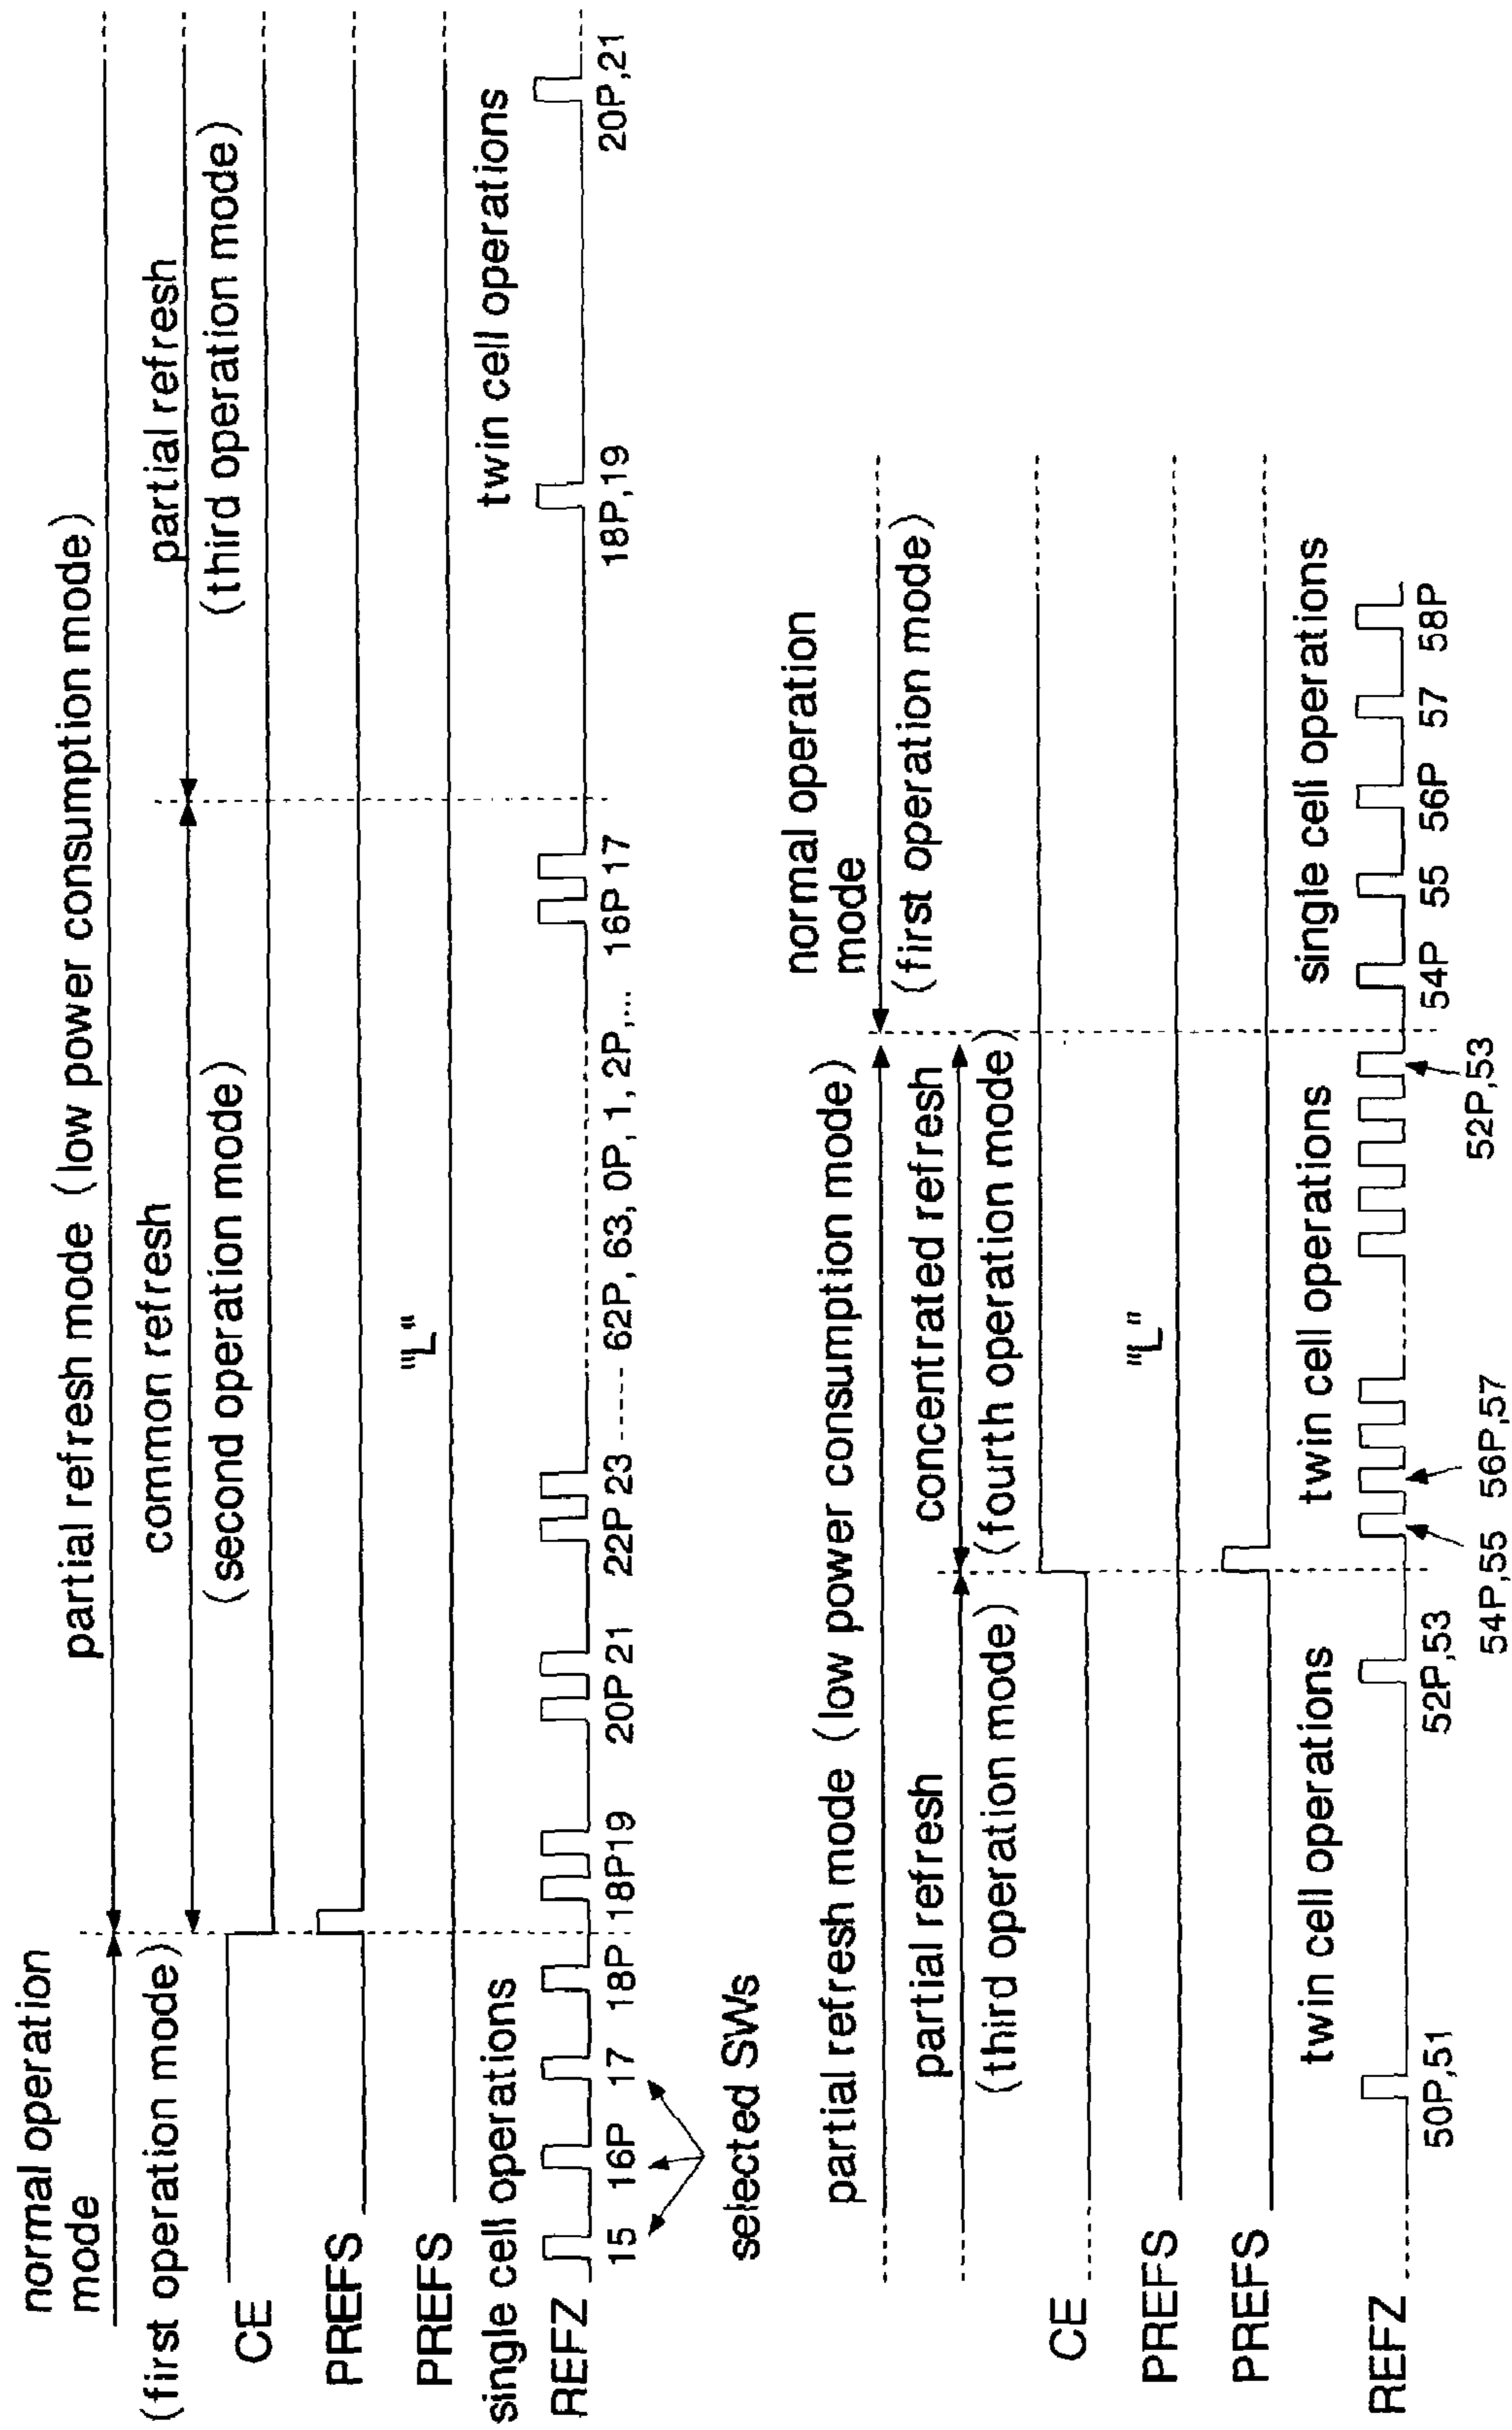 normal operation
mode
(first operation mode)
partial refresh mode (low power consumption mode)
common refresh
(second operation mode)
partial refresh
(third operation mode)
CE
PREFS
PREFS
"L"
single cell operations
twin cell operations
REFZ
15 16P 17 18P 18P19 20P 21 22P 23 ----- 62P, 63, 0P, 1, 2P,... 16P 17 18P,19 20P,21
selected SWs
partial refresh mode (low power consumption mode)
normal operation
mode
partial refresh
(third operation mode)
concentrated refresh
(fourth operation mode)
(first operation mode)
CE
PREFS
"L"
PREFS
twin cell operations
twin cell operations
single cell operations
REFZ
50P,51 52P,53 54P 55 56P 57 58P
54P,55 56P,57 52P,53